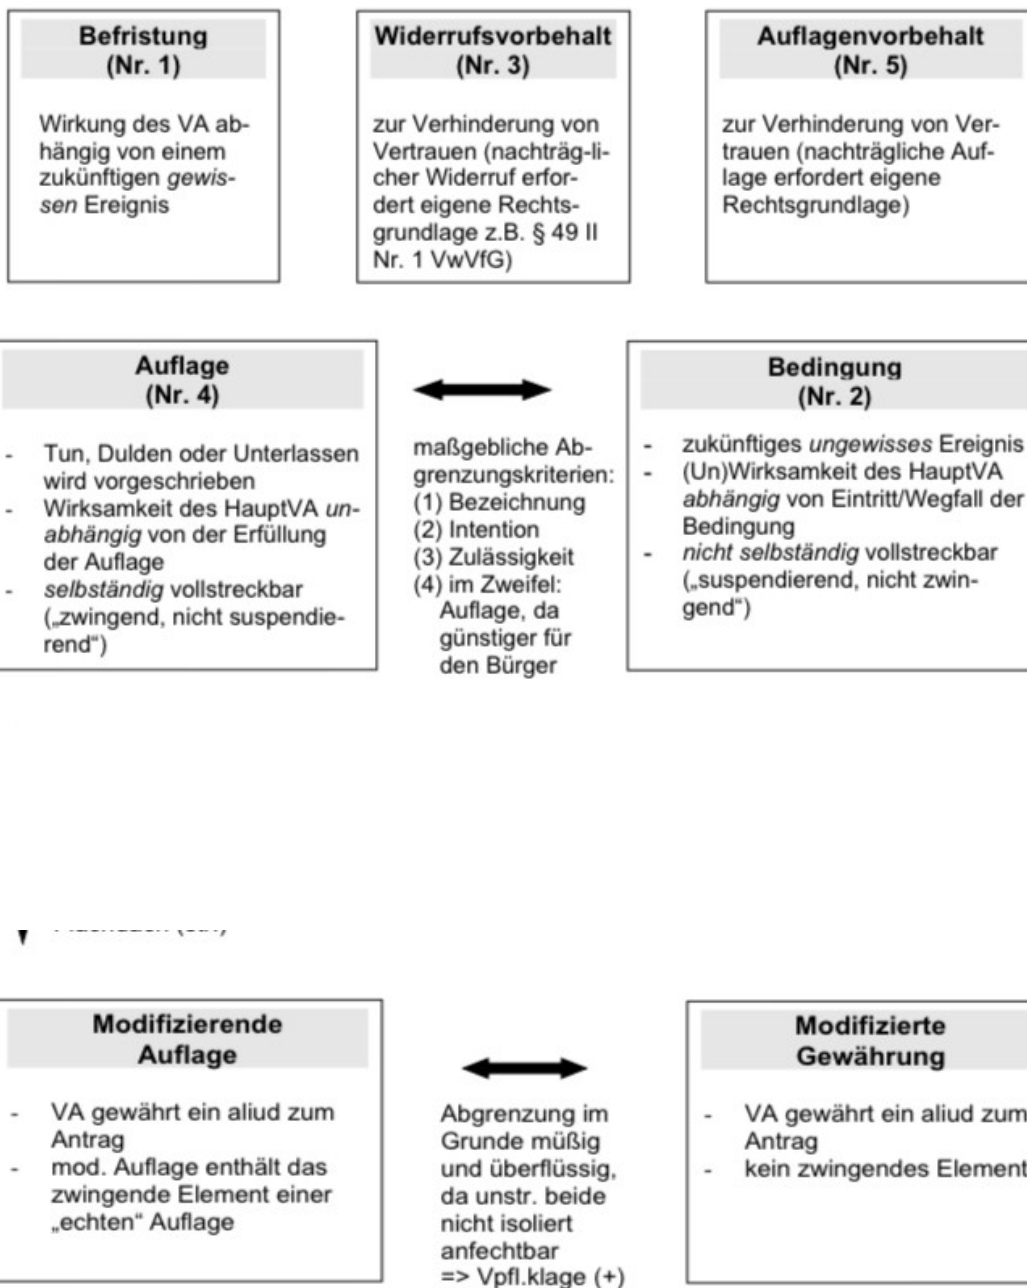 Befristung
(Nr. 1)
Wirkung des VA ab-
hängig von einem
zukünftigen gewis-
sen Ereignis
Widerrufsvorbehalt
(Nr. 3)
zur Verhinderung von
Vertrauen (nachträg-li-
cher Widerruf erfor-
dert eigene Rechts-
grundlage z.B. § 49 II
Nr. 1 VwVfG)
Auflagenvorbehalt
(Nr. 5)
zur Verhinderung von Ver-
trauen (nachträgliche Auf-
lage erfordert eigene
Rechtsgrundlage)
Auflage
(Nr. 4)
- Tun, Dulden oder Unterlassen
wird vorgeschrieben
- Wirksamkeit des HauptVA un-
abhängig von der Erfüllung
der Auflage
- selbständig vollstreckbar
(„zwingend, nicht suspendie-
rend“)
maßgebliche Ab-
grenzungskriterien:
(1) Bezeichnung
(2) Intention
(3) Zulässigkeit
(4) im Zweifel:
Auflage, da
günstiger für
den Bürger
Bedingung
(Nr. 2)
- zukünftiges ungewisses Ereignis
- (Un)Wirksamkeit des HauptVA
abhängig von Eintritt/Wegfall der
Bedingung
- nicht selbständig vollstreckbar
(„suspendierend, nicht zwin-
gend“)
Modifizierende
Auflage
- VA gewährt ein aliud zum
Antrag
- mod. Auflage enthält das
zwingende Element einer
„echten“ Auflage
Abgrenzung im
Grunde müßig
und überflüssig,
da unstr. beide
nicht isoliert
anfechtbar
=> Vpfl.klage (+)
Modifizierte
Gewährung
- VA gewährt ein aliud zum
Antrag
- kein zwingendes Element